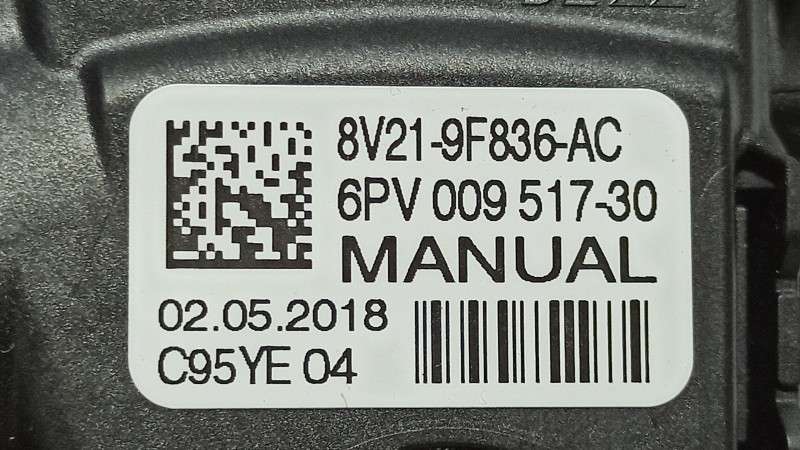 8V21-9F836-AC
6PV 009 517-30
MANUAL
02.05.2018
C95YE 04